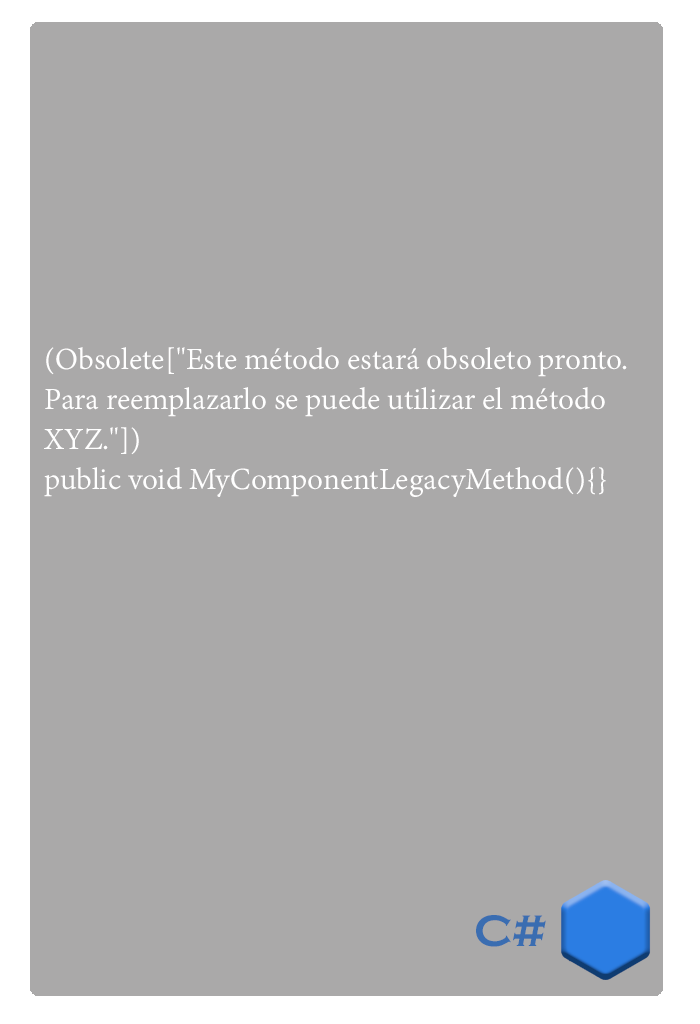 (Obsolete["Este método estará obsoleto pronto.
Para reemplazarlo se puede utilizar el método
XYZ."])
public void MyComponentLegacyMethod(){}
C#